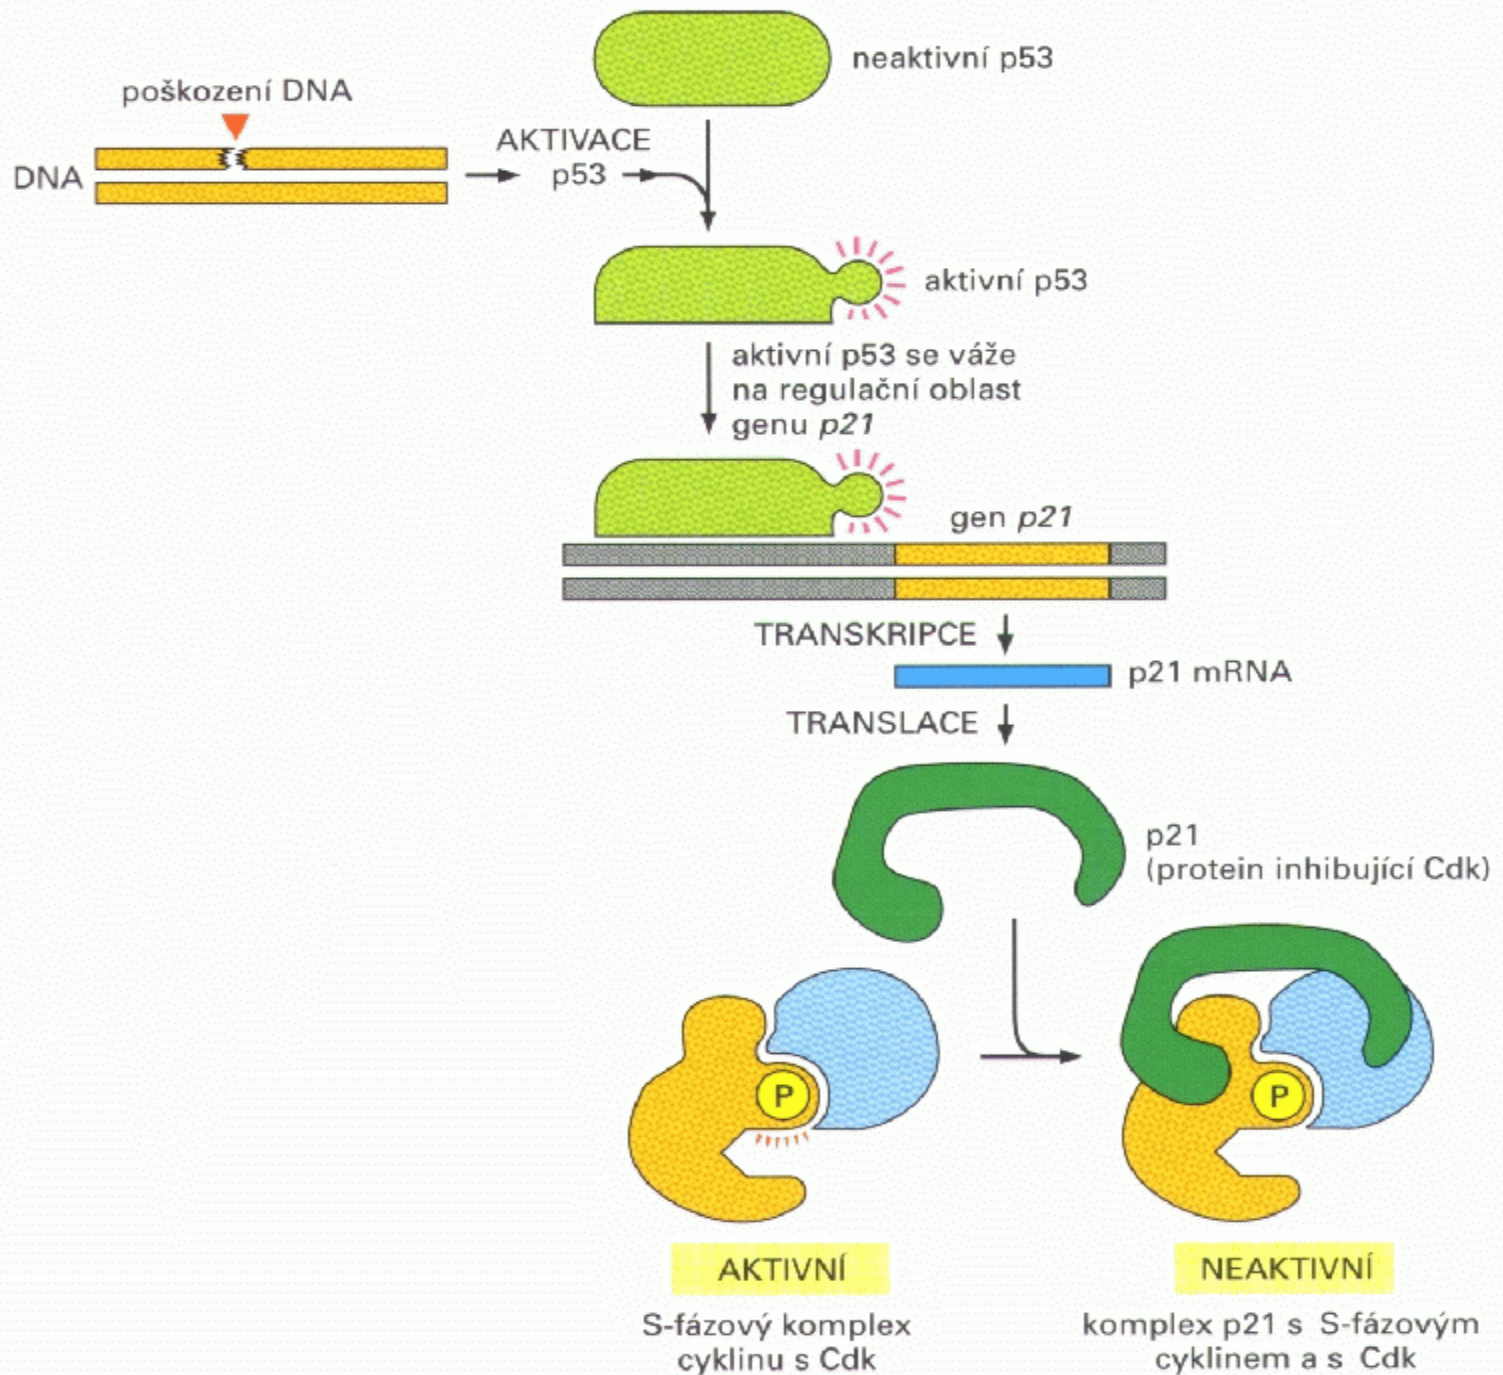 neaktivní p53
poškození DNA
AKTIVACE
p53
DNA
aktivní p53
aktivní p53 se váže
na regulační oblast
genu p21
gen p21
TRANSKRIPCE
p21 mRNA
TRANSLACE
p21
(protein inhibující Cdk)
P
P
AKTIVNÍ
S-fázový komplex
cyklinu s Cdk
NEAKTIVNÍ
komplex p21 s S-fázovým
cyklinem a s Cdk